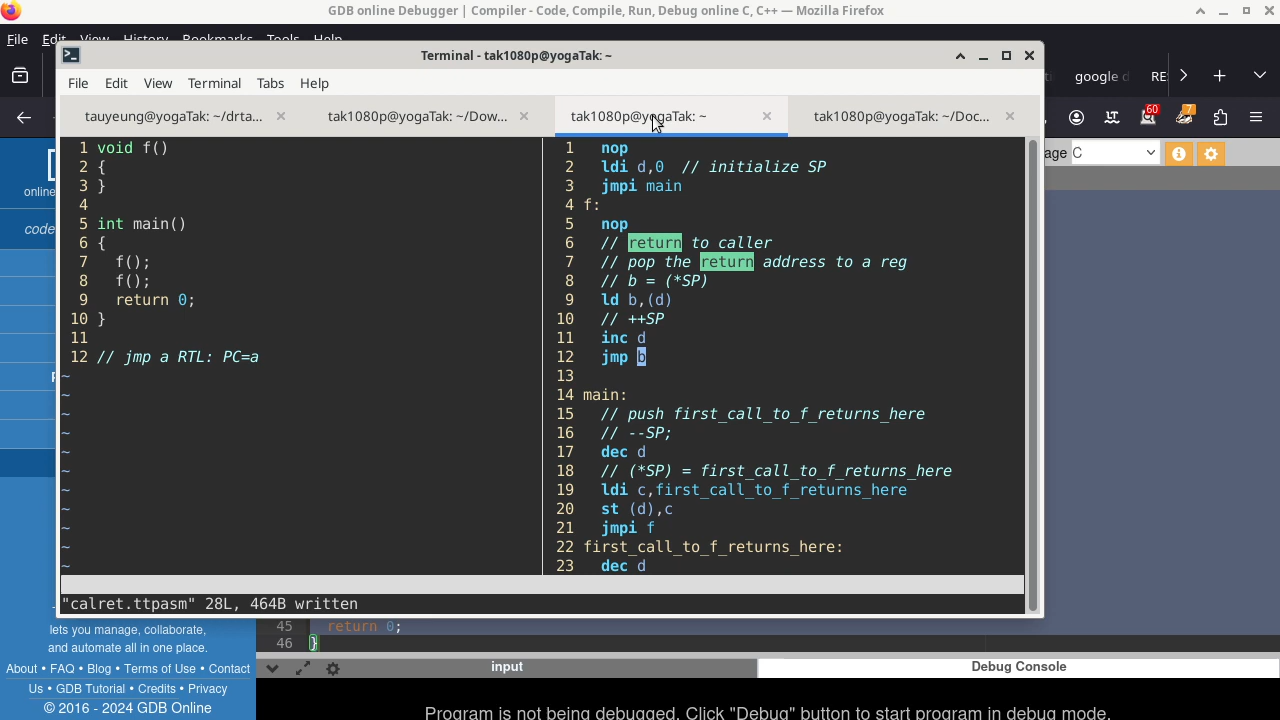 GDB online Debugger | Compiler - Code, Compile, Run, Debug online C, C++ — Mozilla Firefox
File Edit View History Bookmarks Tools Help
Terminal - tak1080p@yogaTak: ~
google d
RE
File Edit View Terminal Tabs Help
60
7
tauyeung@yogaTak: ~/drta...
tak1080p@yogaTak: ~/Dow...
tak1080p@yogaTak: ~
tak1080p@yogaTak: ~/Doc...
age C
online
code
1 void f()
2 {
3 }
4
5 int main()
6 {
7 f();
8 f();
9 return 0;
10 }
11
12 // jmp a RTL: PC=a
~
~
~
~
~
~
~
~
~
~
~
1 nop
2 ldi d,0 // initialize SP
3 jmpi main
4 f:
5 nop
6 // return to caller
7 // pop the return address to a reg
8 // b = (*SP)
9 ld b,(d)
10 // ++SP
11 inc d
12 jmp b
13
14 main:
15 // push first_call_to_f_returns_here
16 // --SP;
17 dec d
18 // (*SP) = first_call_to_f_returns_here
19 ldi c,first_call_to_f_returns_here
20 st (d),c
21 jmpi f
22 first_call_to_f_returns_here:
23 dec d
"calret.ttpasm" 28L, 464B written
lets you manage, collaborate,
and automate all in one place.
About • FAQ • Blog • Terms of Use • Contact
Us • GDB Tutorial • Credits • Privacy
© 2016 - 2024 GDB Online
45 return 0;
46 }
input
Debug Console
Program is not being debugged. Click "Debug" button to start program in debug mode.